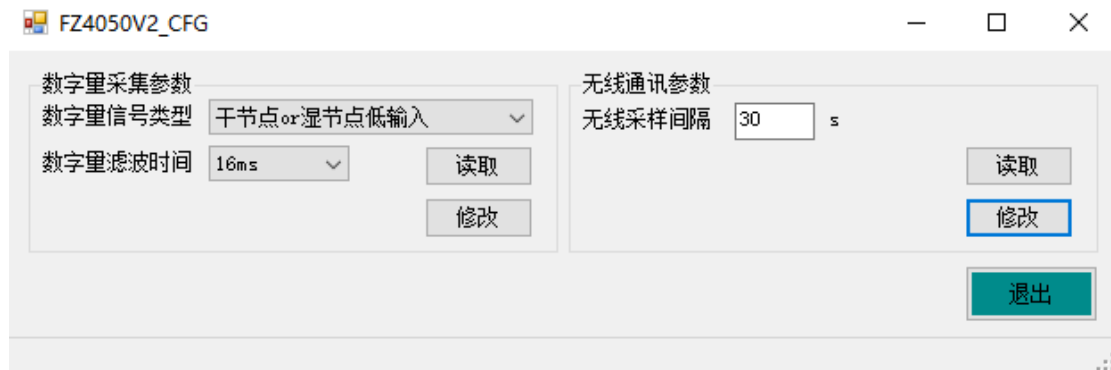 FZ4050V2_CFG
数字量采集参数
数字量信号类型 干节点or湿节点低输入
数字量滤波时间 16ms 读取
修改
无线通讯参数
无线采样间隔 30 s
读取
修改
退出